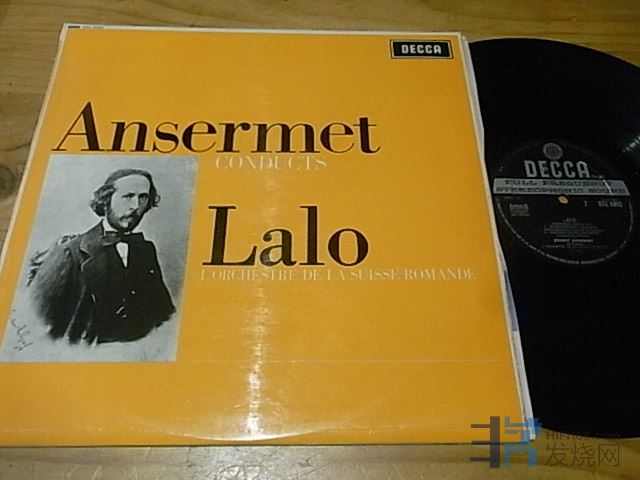 DECCA
Ansermet
CONDUCTS
Lalo
L'ORCHESTRE DE LA SUISSE ROMANDE
DECCA
FULL FREQUENCY
STEREOPHONIC SOUND
LALO
ERNEST ANSERMET
发烧网